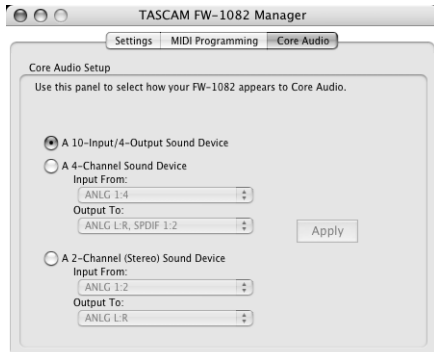 TASCAM FW-1082 Manager
Settings MIDI Programming Core Audio
Core Audio Setup
Use this panel to select how your FW-1082 appears to Core Audio.
A 10-Input/4-Output Sound Device
A 4-Channel Sound Device
Input From:
ANLG 1:4
Output To:
ANLG L:R, SPDIF 1:2
Apply
A 2-Channel (Stereo) Sound Device
Input From:
ANLG 1:2
Output To:
ANLG L:R